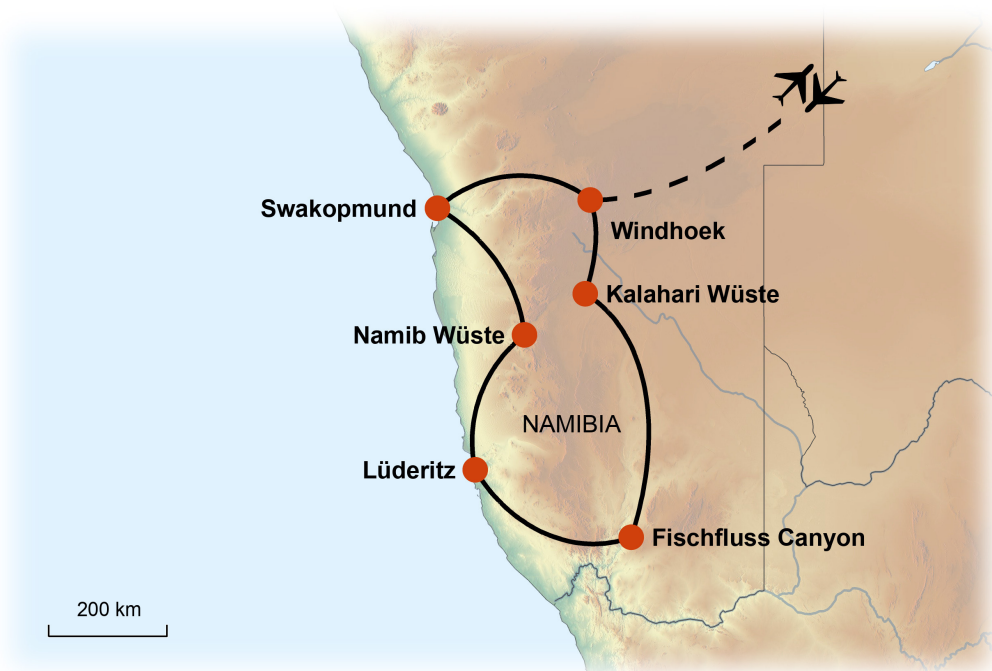 Swakopmund
Windhoek
Kalahari Wüste
Namib Wüste
NAMIBIA
Lüderitz
Fischfluss Canyon
200 km